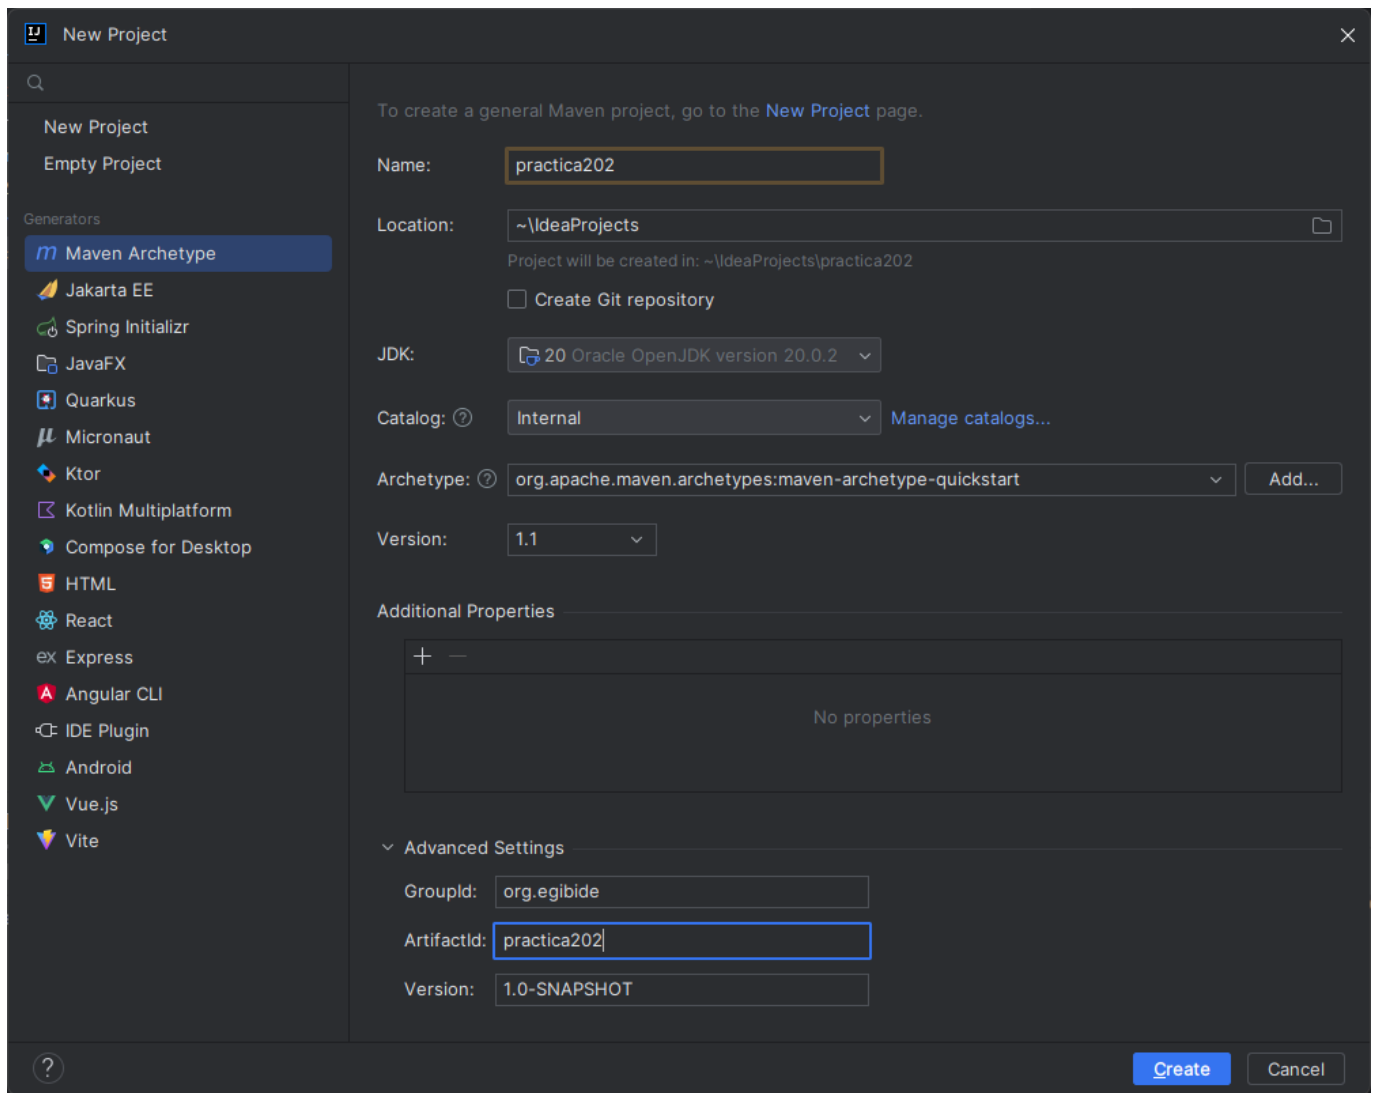 New Project
New Project
Empty Project
Generators
Maven Archetype
Jakarta EE
Spring Initializr
JavaFX
Quarkus
Micronaut
Ktor
Kotlin Multiplatform
Compose for Desktop
HTML
React
ex Express
Angular CLI
IDE Plugin
Android
Vue.js
Vite
To create a general Maven project, go to the New Project page.
Name: practica202
Location: ~\IdeaProjects
Project will be created in: ~\IdeaProjects\practica202
Create Git repository
JDK: 20 Oracle OpenJDK version 20.0.2
Catalog: ? Internal Manage catalogs...
Archetype: ? org.apache.maven.archetypes:maven-archetype-quickstart Add...
Version: 1.1
Additional Properties
No properties
Advanced Settings
GroupId: org.egibide
ArtifactId: practica202
Version: 1.0-SNAPSHOT
? Create Cancel